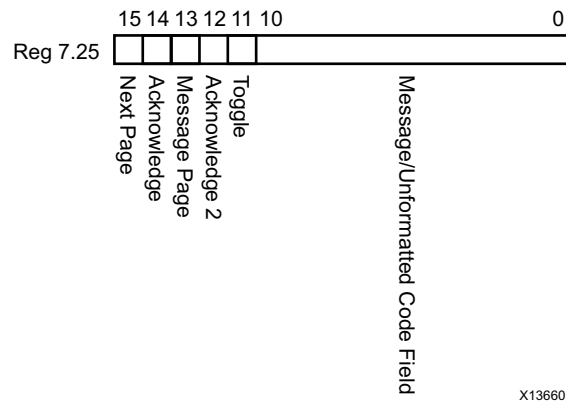 15 14 13 12 11 10 0
Reg 7.25
Next Page
Acknowledge
Message Page
Acknowledge 2
Toggle
Message/Unformatted Code Field
X13660